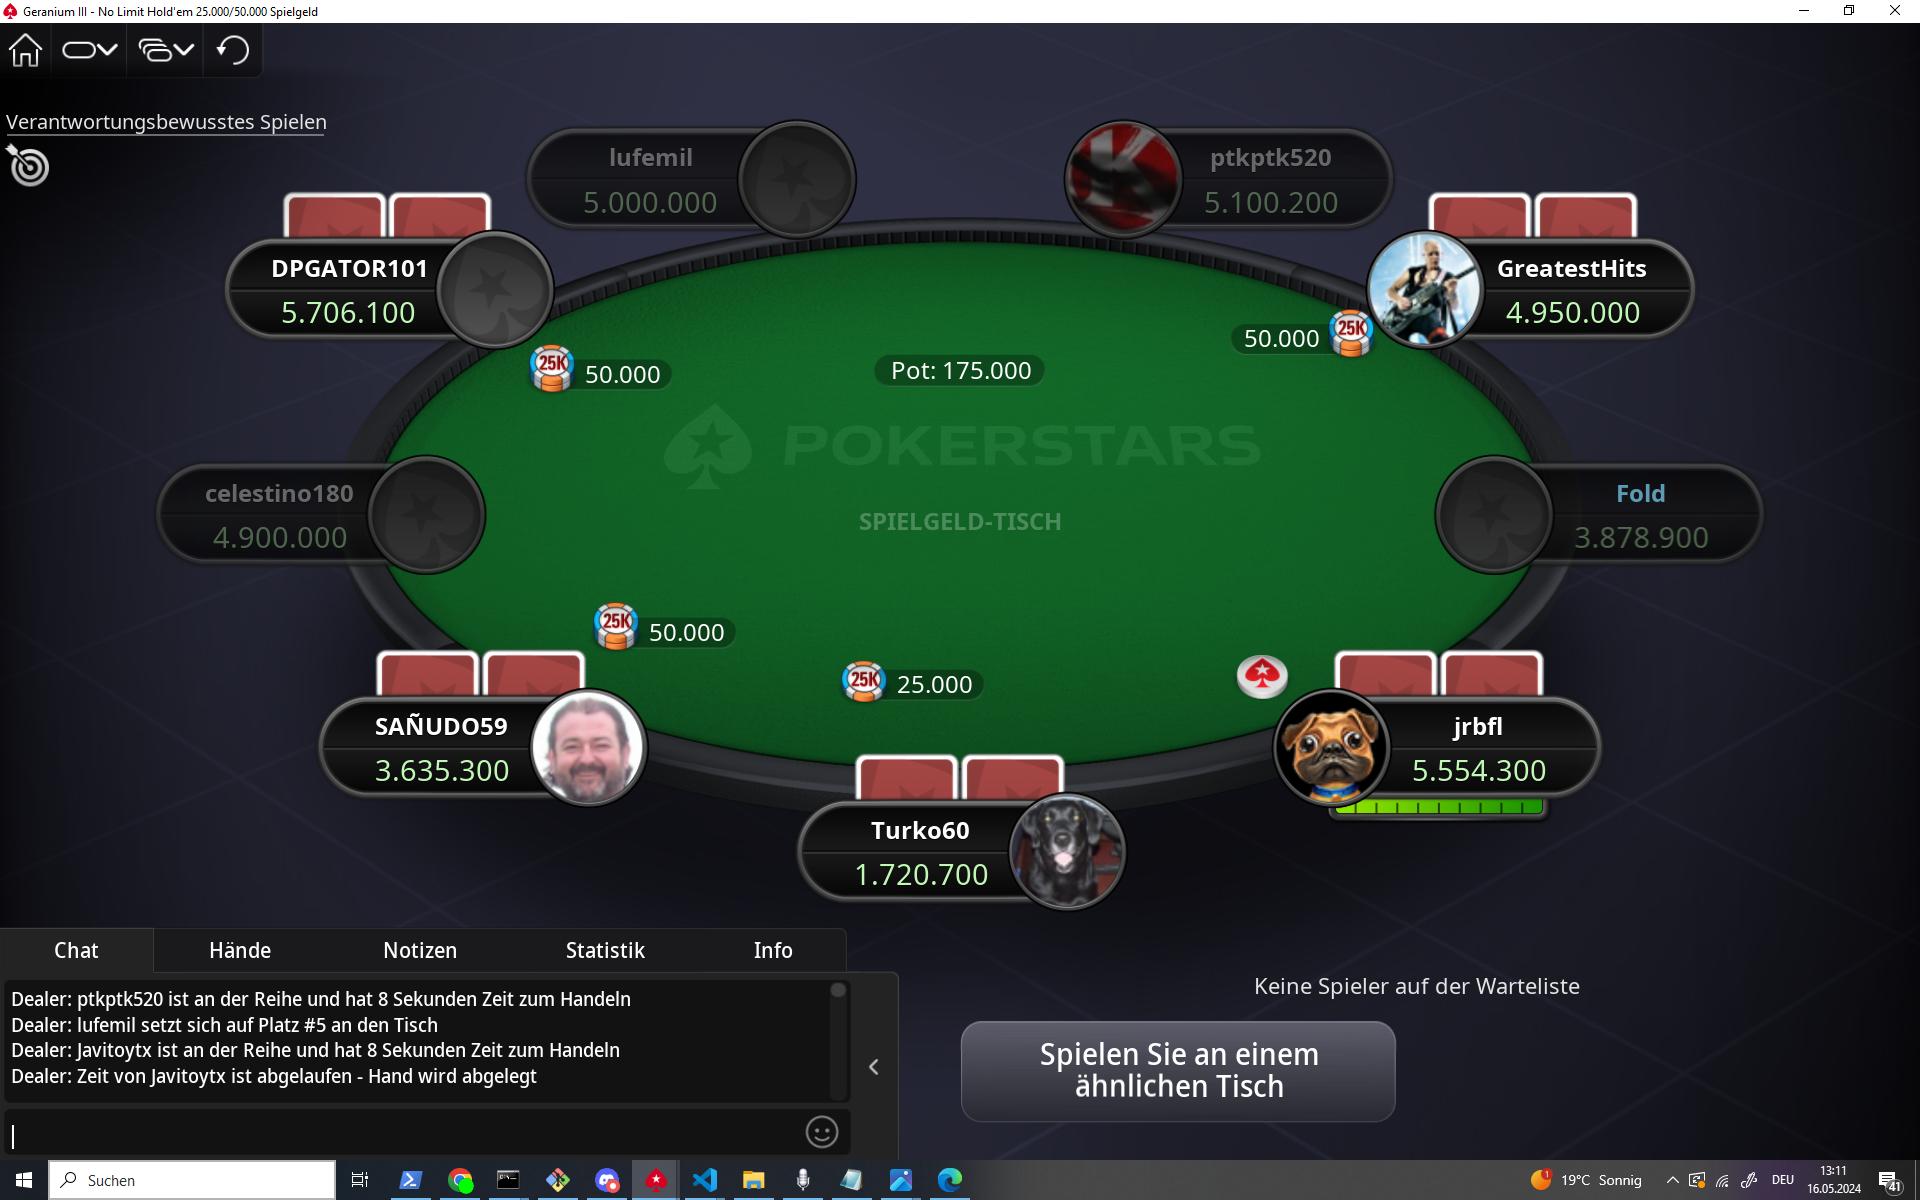 Geranium III - No Limit Hold'em 25.000/50.000 Spielgeld
Verantwortungsbewusstes Spielen
lufemil
5.000.000
ptkptk520
5.100.200
DPGATOR101
5.706.100
GreatestHits
4.950.000
25K 50.000
50.000 25K
Pot: 175.000
POKERSTARS
SPIELGELD-TISCH
celestino180
4.900.000
Fold
3.878.900
25K 50.000
25K 25.000
SAÑUDO59
3.635.300
jrbfl
5.554.300
Turko60
1.720.700
Chat Hände Notizen Statistik Info
Dealer: ptkptk520 ist an der Reihe und hat 8 Sekunden Zeit zum Handeln
Dealer: lufemil setzt sich auf Platz #5 an den Tisch
Dealer: Javitoytx ist an der Reihe und hat 8 Sekunden Zeit zum Handeln
Dealer: Zeit von Javitoytx ist abgelaufen - Hand wird abgelegt
Keine Spieler auf der Warteliste
Spielen Sie an einem
ähnlichen Tisch
Suchen
1 19°C Sonnig
DEU
13:11
16.05.2024
41